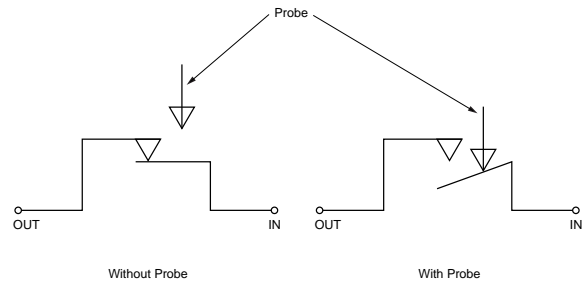 Probe
OUT
IN
OUT
IN
Without Probe
With Probe